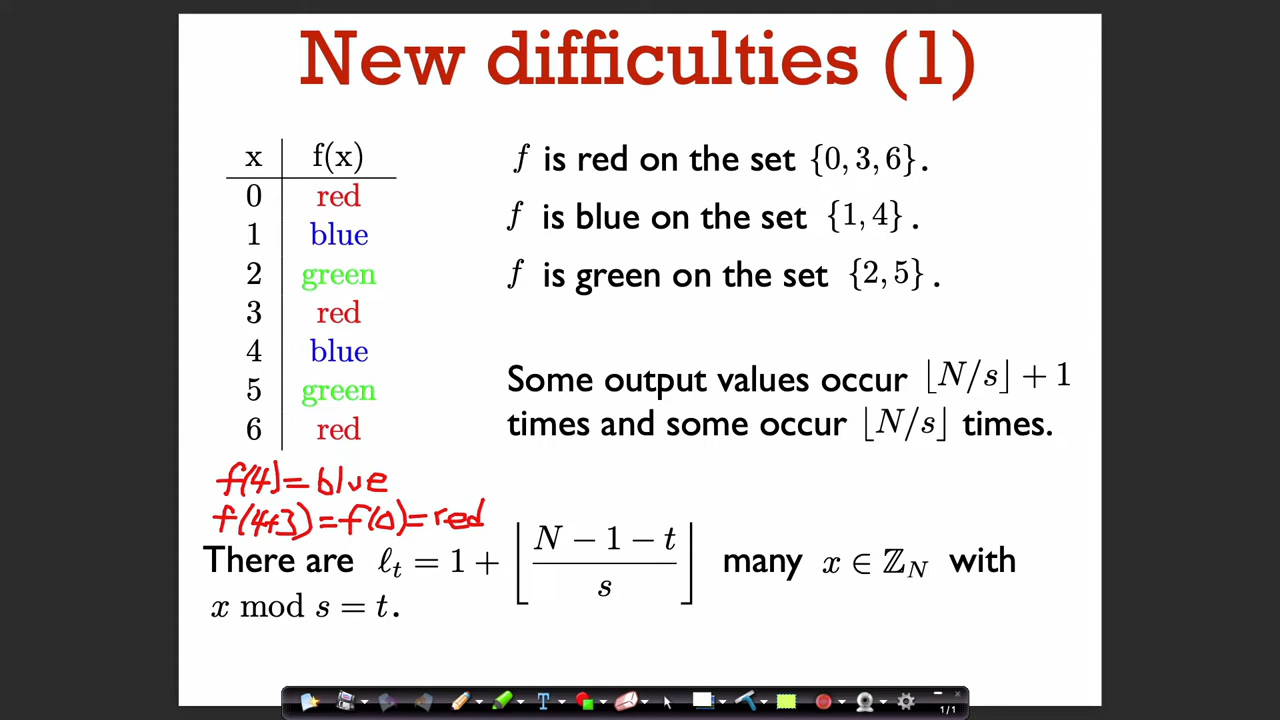 New difficulties (1)
x f(x)
0 red
1 blue
2 green
3 red
4 blue
5 green
6 red
f is red on the set {0, 3, 6}.
f is blue on the set {1, 4}.
f is green on the set {2, 5}.
Some output values occur ⌊N/s⌋ + 1
times and some occur ⌊N/s⌋ times.
f(4)=blue
f(4+3)=f(0)=red
There are ℓ_t = 1 + ⌊(N − 1 − t)/s⌋ many x ∈ ℤ_N with
x mod s = t.
T
1/1